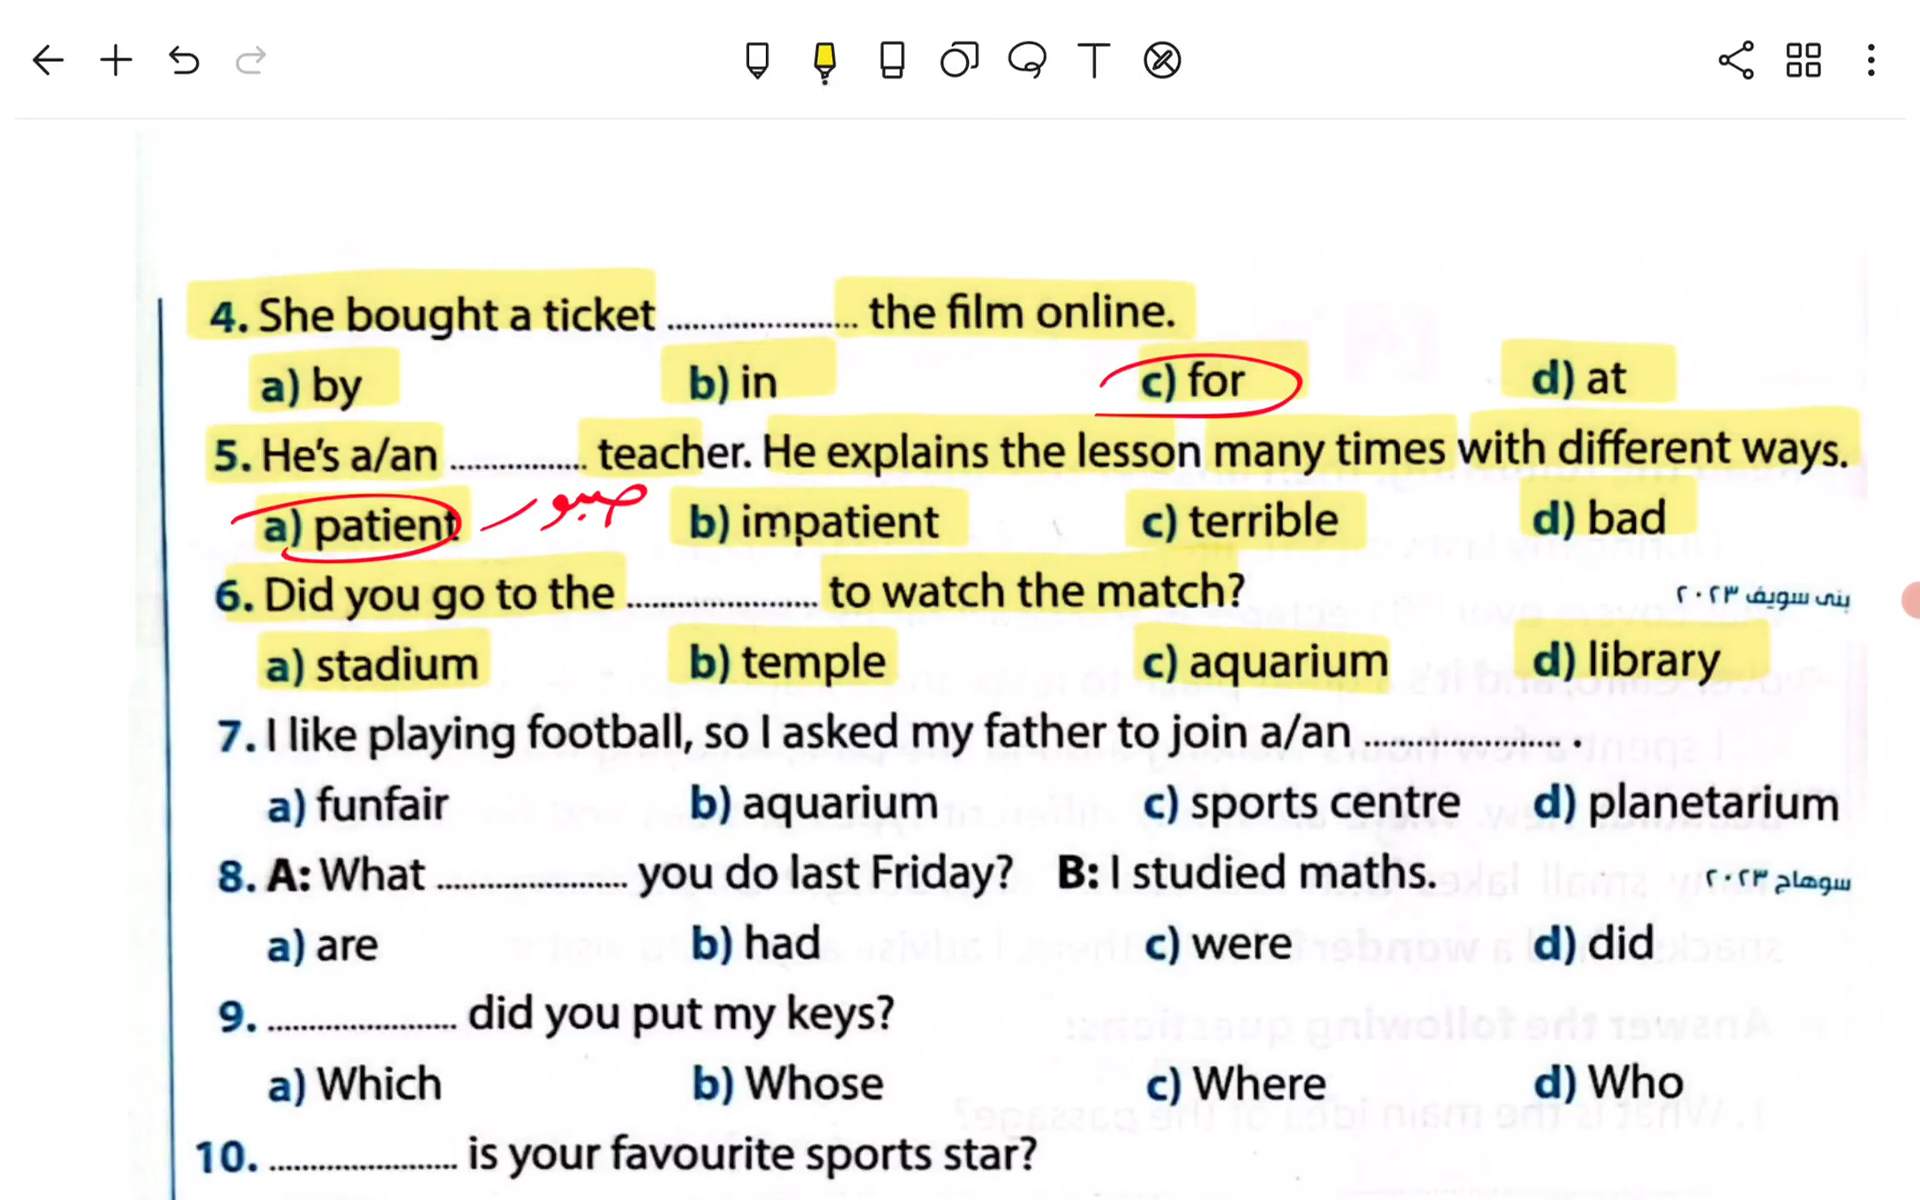 4. She bought a ticket ..................... the film online.
a) by b) in c) for d) at
5. He's a/an ............... teacher. He explains the lesson many times with different ways.
a) patient صبور b) impatient c) terrible d) bad
6. Did you go to the ..................... to watch the match? بنى سويف ٢٠٢٣
a) stadium b) temple c) aquarium d) library
7. I like playing football, so I asked my father to join a/an ........................ .
a) funfair b) aquarium c) sports centre d) planetarium
8. A: What ..................... you do last Friday? B: I studied maths. سوهاج ٢٠٢٣
a) are b) had c) were d) did
9. ..................... did you put my keys?
a) Which b) Whose c) Where d) Who
10. ..................... is your favourite sports star?